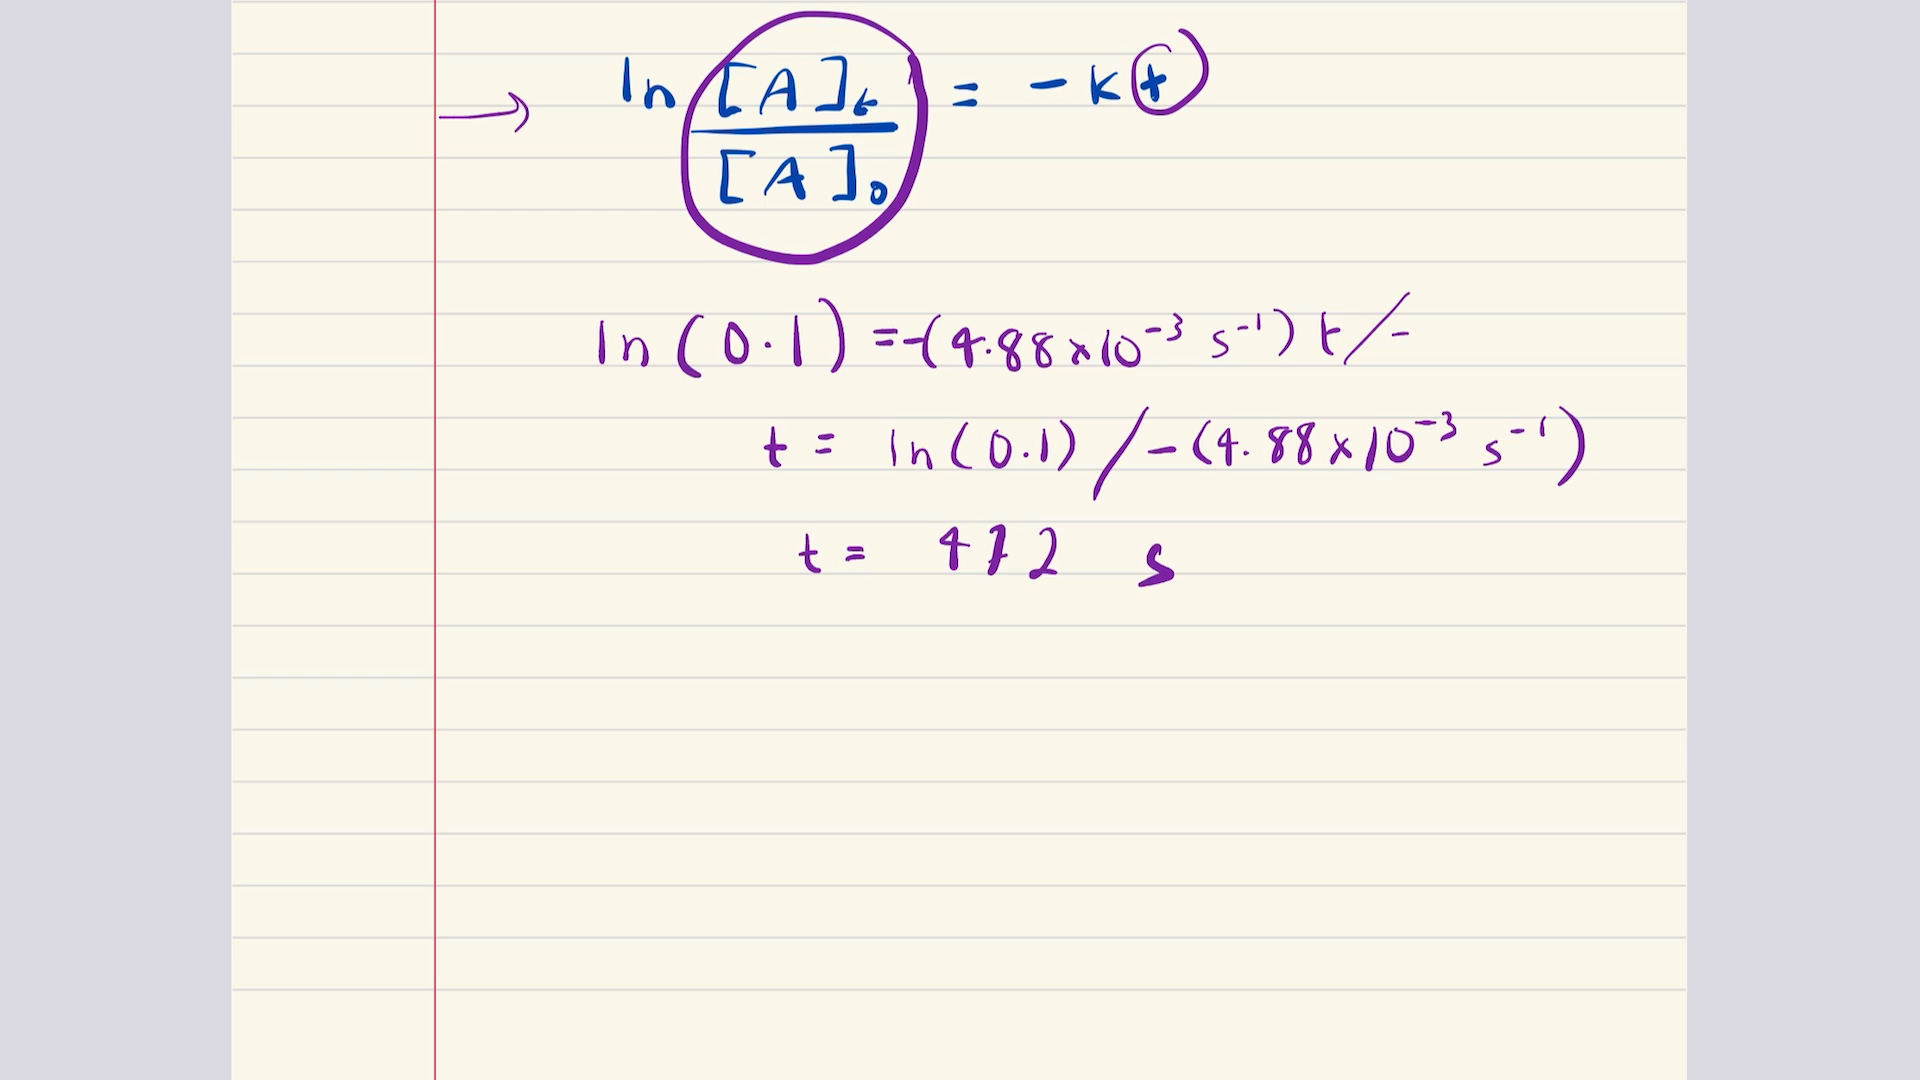 → ln [A]t / [A]0 = - k t
ln (0.1) = -(4.88 x 10⁻³ s⁻¹) t / -
t = ln (0.1) / - (4.88 x 10⁻³ s⁻¹)
t = 472 s